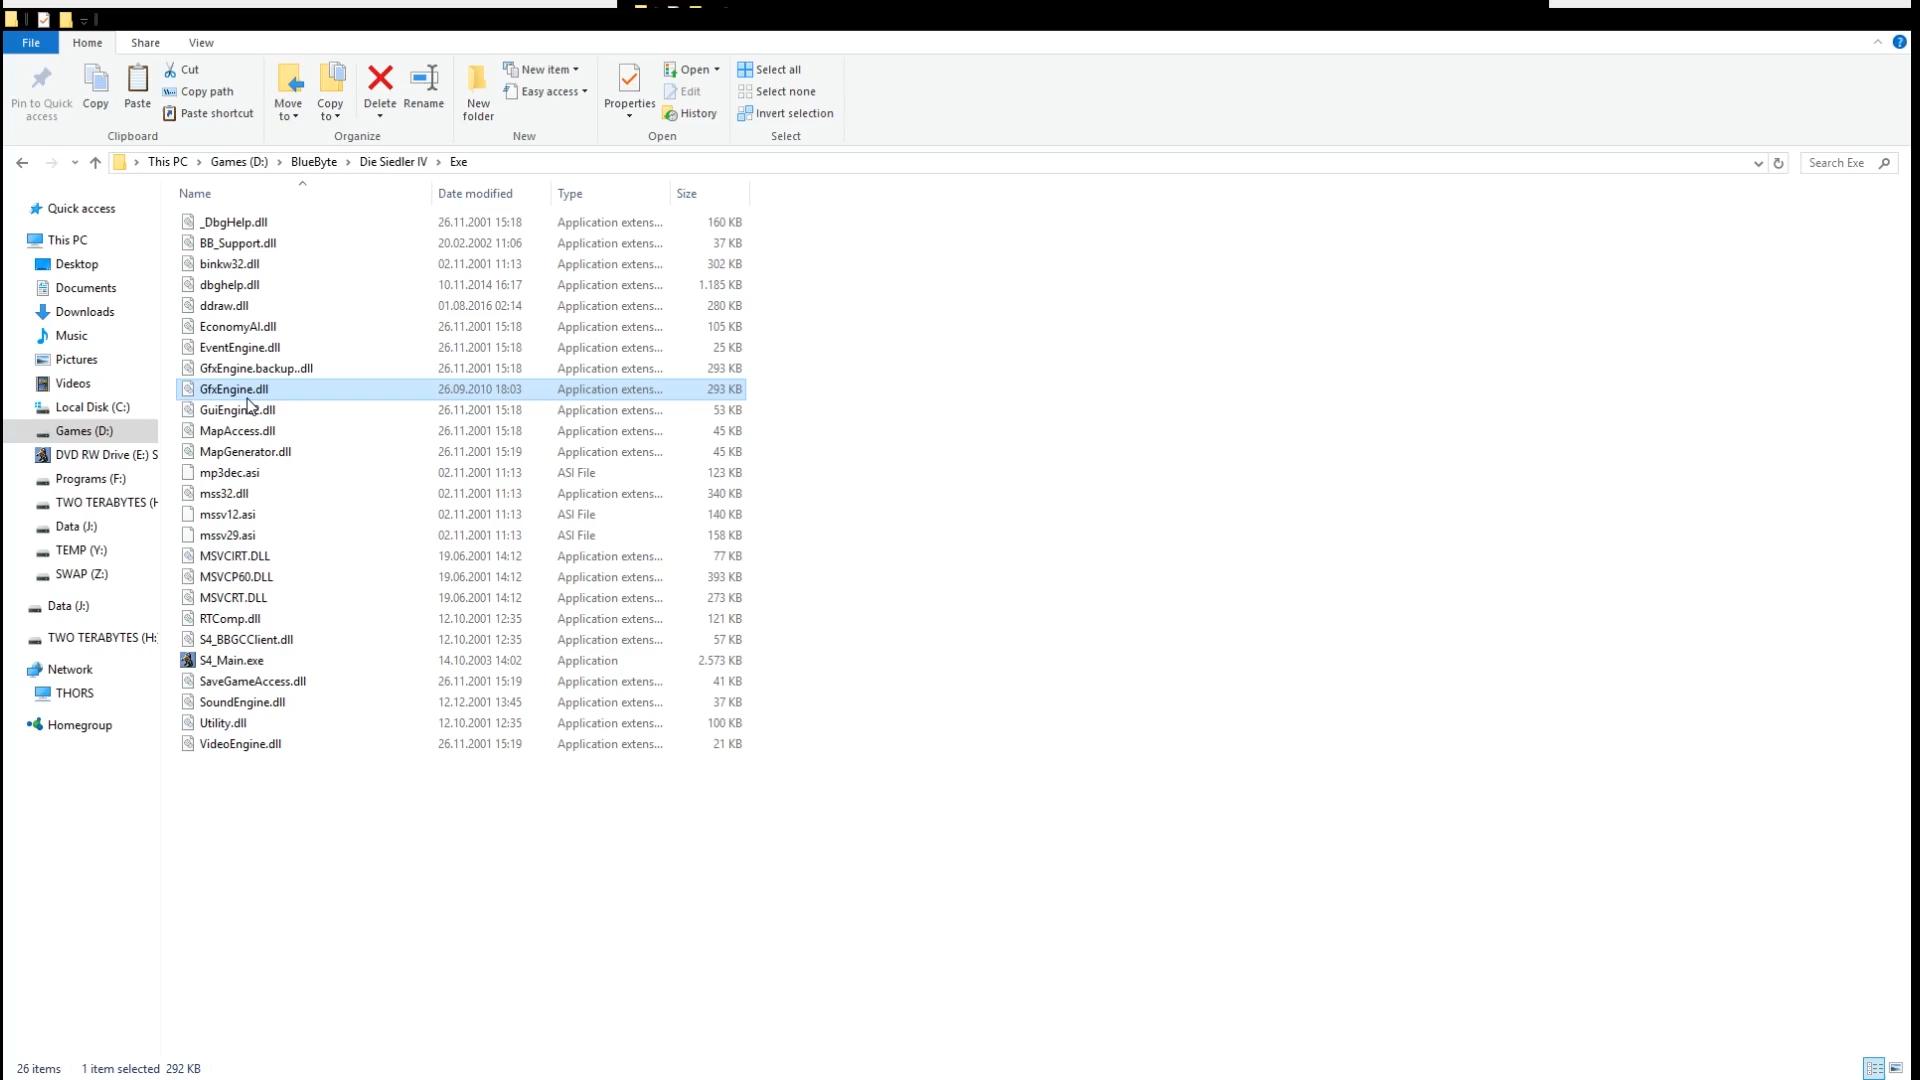 File Home Share View
Pin to Quick access
Copy
Paste
Cut
Copy path
Paste shortcut
Clipboard
Move to
Copy to
Delete
Rename
Organize
New folder
New item
Easy access
New
Properties
Open
Edit
History
Open
Select all
Select none
Invert selection
Select
This PC > Games (D:) > BlueByte > Die Siedler IV > Exe
Search Exe
Quick access
This PC
Desktop
Documents
Downloads
Music
Pictures
Videos
Local Disk (C:)
Games (D:)
DVD RW Drive (E:) S
Programs (F:)
TWO TERABYTES (H
Data (J:)
TEMP (Y:)
SWAP (Z:)
Data (J:)
TWO TERABYTES (H:
Network
THORS
Homegroup
Name Date modified Type Size
_DbgHelp.dll 26.11.2001 15:18 Application extens... 160 KB
BB_Support.dll 20.02.2002 11:06 Application extens... 37 KB
binkw32.dll 02.11.2001 11:13 Application extens... 302 KB
dbghelp.dll 10.11.2014 16:17 Application extens... 1.185 KB
ddraw.dll 01.08.2016 02:14 Application extens... 280 KB
EconomyAI.dll 26.11.2001 15:18 Application extens... 105 KB
EventEngine.dll 26.11.2001 15:18 Application extens... 25 KB
GfxEngine.backup..dll 26.11.2001 15:18 Application extens... 293 KB
GfxEngine.dll 26.09.2010 18:03 Application extens... 293 KB
26.11.2001 15:18 Application extens... 53 KB
MapAccess.dll 26.11.2001 15:18 Application extens... 45 KB
MapGenerator.dll 26.11.2001 15:19 Application extens... 45 KB
mp3dec.asi 02.11.2001 11:13 ASI File 123 KB
mss32.dll 02.11.2001 11:13 Application extens... 340 KB
mssv12.asi 02.11.2001 11:13 ASI File 140 KB
mssv29.asi 02.11.2001 11:13 ASI File 158 KB
MSVCIRT.DLL 19.06.2001 14:12 Application extens... 77 KB
MSVCP60.DLL 19.06.2001 14:12 Application extens... 393 KB
MSVCRT.DLL 19.06.2001 14:12 Application extens... 273 KB
RTComp.dll 12.10.2001 12:35 Application extens... 121 KB
S4_BBGCClient.dll 12.10.2001 12:35 Application extens... 57 KB
S4_Main.exe 14.10.2003 14:02 Application 2.573 KB
SaveGameAccess.dll 26.11.2001 15:19 Application extens... 41 KB
SoundEngine.dll 12.12.2001 13:45 Application extens... 37 KB
Utility.dll 12.10.2001 12:35 Application extens... 100 KB
VideoEngine.dll 26.11.2001 15:19 Application extens... 21 KB
26 items 1 item selected 292 KB